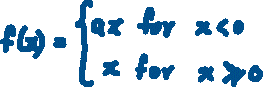 f(x) = { ax for x < 0
x for x ⩾ 0